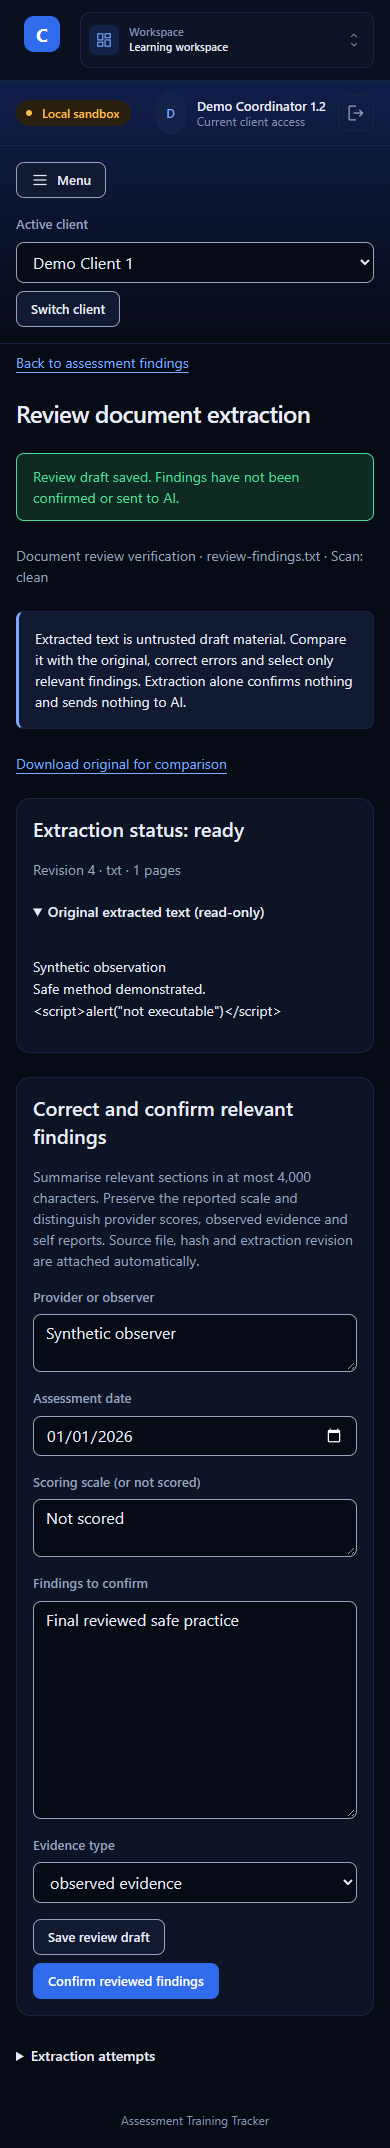 C
Workspace
Learning workspace
Local sandbox
D
Demo Coordinator 1.2
Current client access
Menu
Active client
Demo Client 1
Switch client
Back to assessment findings
Review document extraction
Review draft saved. Findings have not been
confirmed or sent to AI.
Document review verification · review-findings.txt · Scan:
clean
Extracted text is untrusted draft material. Compare
it with the original, correct errors and select only
relevant findings. Extraction alone confirms nothing
and sends nothing to AI.
Download original for comparison
Extraction status: ready
Revision 4 · txt · 1 pages
Original extracted text (read-only)
Synthetic observation
Safe method demonstrated.
<script>alert("not executable")</script>
Correct and confirm relevant
findings
Summarise relevant sections in at most 4,000
characters. Preserve the reported scale and
distinguish provider scores, observed evidence and
self reports. Source file, hash and extraction revision
are attached automatically.
Provider or observer
Synthetic observer
Assessment date
01/01/2026
Scoring scale (or not scored)
Not scored
Findings to confirm
Final reviewed safe practice
Evidence type
observed evidence
Save review draft
Confirm reviewed findings
Extraction attempts
Assessment Training Tracker